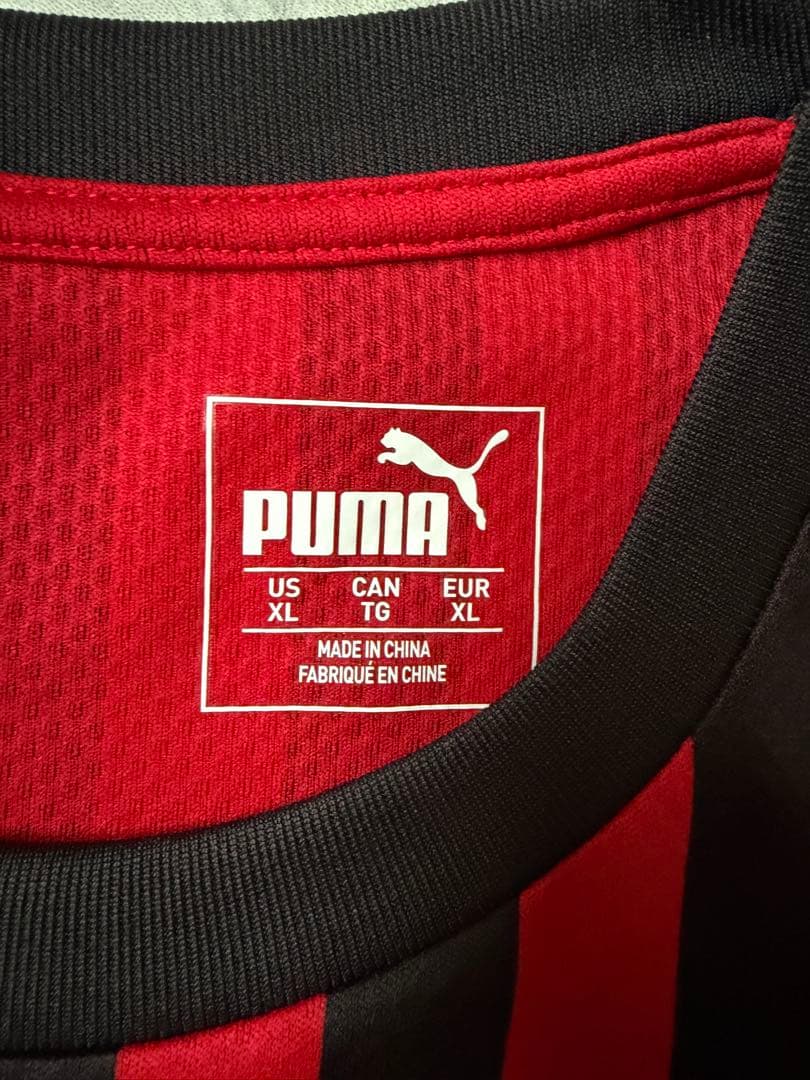 PUMA
US CAN EUR
XL TG XL
MADE IN CHINA
FABRIQUÉ EN CHINE